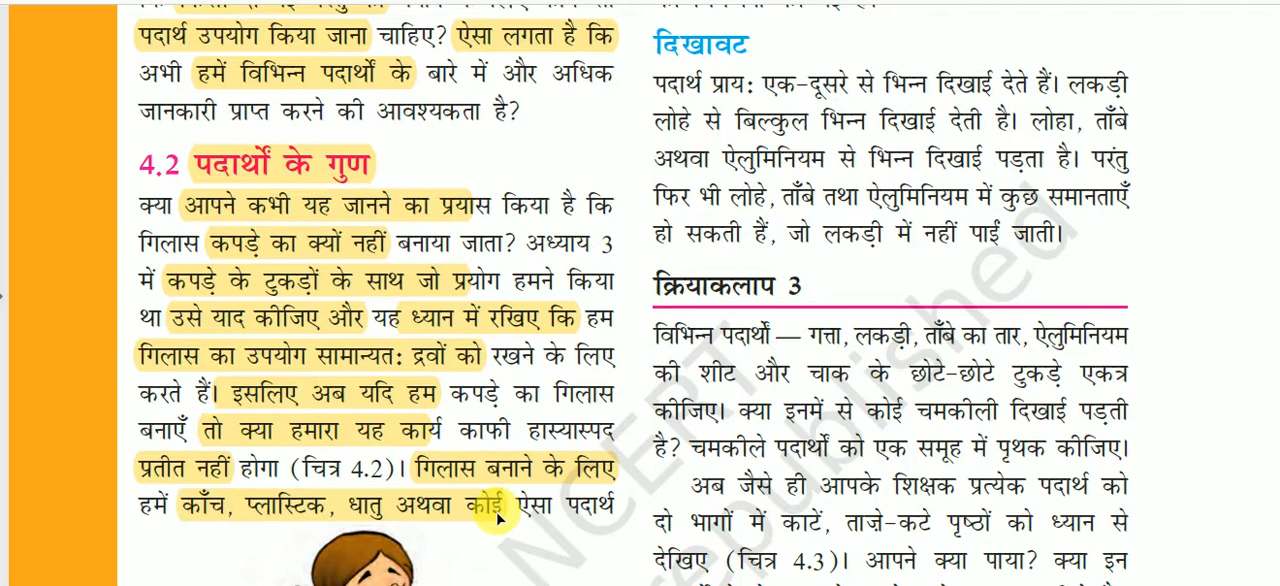 पदार्थ उपयोग किया जाना चाहिए? ऐसा लगता है कि
अभी हमें विभिन्न पदार्थों के बारे में और अधिक
जानकारी प्राप्त करने की आवश्यकता है?
4.2 पदार्थों के गुण
क्या आपने कभी यह जानने का प्रयास किया है कि
गिलास कपड़े का क्यों नहीं बनाया जाता? अध्याय 3
में कपड़े के टुकड़ों के साथ जो प्रयोग हमने किया
था उसे याद कीजिए और यह ध्यान में रखिए कि हम
गिलास का उपयोग सामान्यत: द्रवों को रखने के लिए
करते हैं। इसलिए अब यदि हम कपड़े का गिलास
बनाएँ तो क्या हमारा यह कार्य काफी हास्यास्पद
प्रतीत नहीं होगा (चित्र 4.2)। गिलास बनाने के लिए
हमें काँच, प्लास्टिक, धातु अथवा कोई ऐसा पदार्थ
दिखावट
पदार्थ प्राय: एक-दूसरे से भिन्न दिखाई देते हैं। लकड़ी
लोहे से बिल्कुल भिन्न दिखाई देती है। लोहा, ताँबे
अथवा ऐलुमिनियम से भिन्न दिखाई पड़ता है। परंतु
फिर भी लोहे, ताँबे तथा ऐलुमिनियम में कुछ समानताएँ
हो सकती हैं, जो लकड़ी में नहीं पाईं जाती।
क्रियाकलाप 3
विभिन्न पदार्थों — गत्ता, लकड़ी, ताँबे का तार, ऐलुमिनियम
की शीट और चाक के छोटे-छोटे टुकड़े एकत्र
कीजिए। क्या इनमें से कोई चमकीली दिखाई पड़ती
है? चमकीले पदार्थों को एक समूह में पृथक कीजिए।
अब जैसे ही आपके शिक्षक प्रत्येक पदार्थ को
दो भागों में काटें, ताज़े-कटे पृष्ठों को ध्यान से
देखिए (चित्र 4.3)। आपने क्या पाया? क्या इन
NCERT
republished